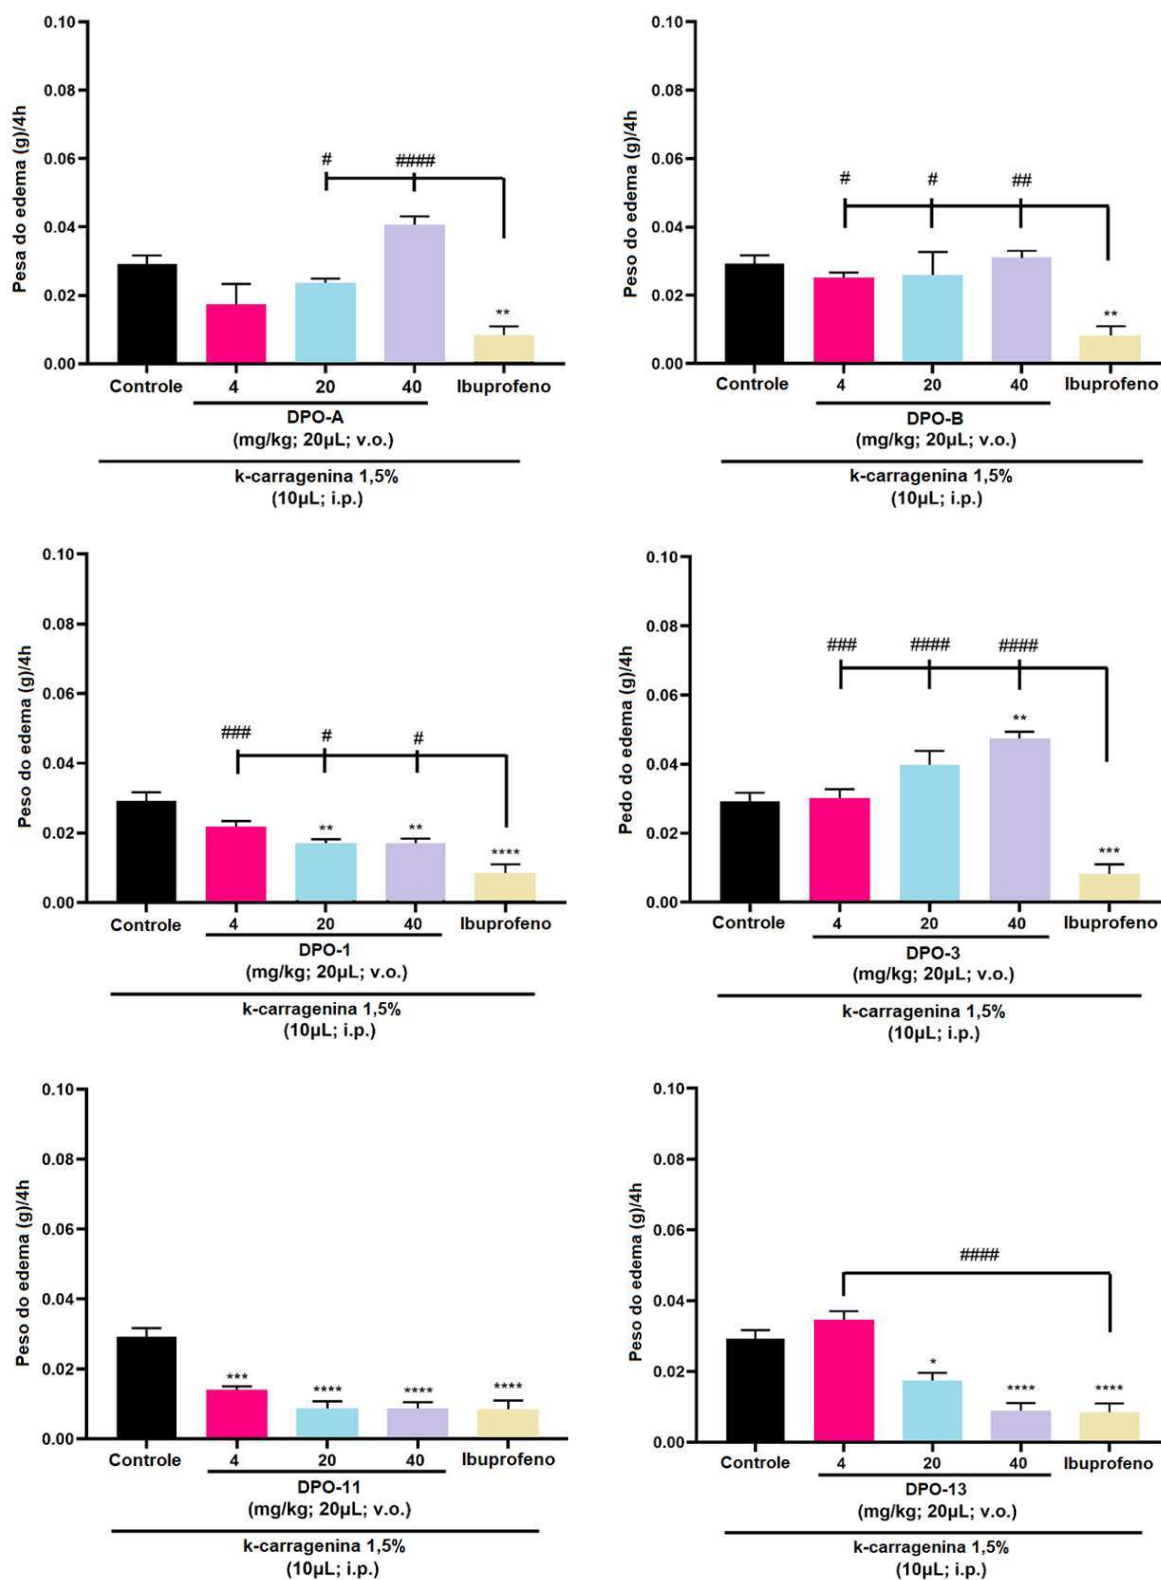 0.10
0.08
0.06
0.04
0.02
0.00
Pesa do edema (g)/4h
#
####
**
Controle 4 20 40 Ibuprofeno
DPO-A
(mg/kg; 20µL; v.o.)
k-carragenina 1,5%
(10µL; i.p.)
0.10
0.08
0.06
0.04
0.02
0.00
Peso do edema (g)/4h
#
#
##
**
Controle 4 20 40 Ibuprofeno
DPO-B
(mg/kg; 20µL; v.o.)
k-carragenina 1,5%
(10µL; i.p.)
0.10
0.08
0.06
0.04
0.02
0.00
Peso do edema (g)/4h
###
#
#
**
**
****
Controle 4 20 40 Ibuprofeno
DPO-1
(mg/kg; 20µL; v.o.)
k-carragenina 1,5%
(10µL; i.p.)
0.10
0.08
0.06
0.04
0.02
0.00
Pedo do edema (g)/4h
###
####
####
**
***
Controle 4 20 40 Ibuprofeno
DPO-3
(mg/kg; 20µL; v.o.)
k-carragenina 1,5%
(10µL; i.p.)
0.10
0.08
0.06
0.04
0.02
0.00
Peso do edema (g)/4h
***
****
****
****
Controle 4 20 40 Ibuprofeno
DPO-11
(mg/kg; 20µL; v.o.)
k-carragenina 1,5%
(10µL; i.p.)
0.10
0.08
0.06
0.04
0.02
0.00
Peso do edema (g)/4h
####
*
****
****
Controle 4 20 40 Ibuprofeno
DPO-13
(mg/kg; 20µL; v.o.)
k-carragenina 1,5%
(10µL; i.p.)